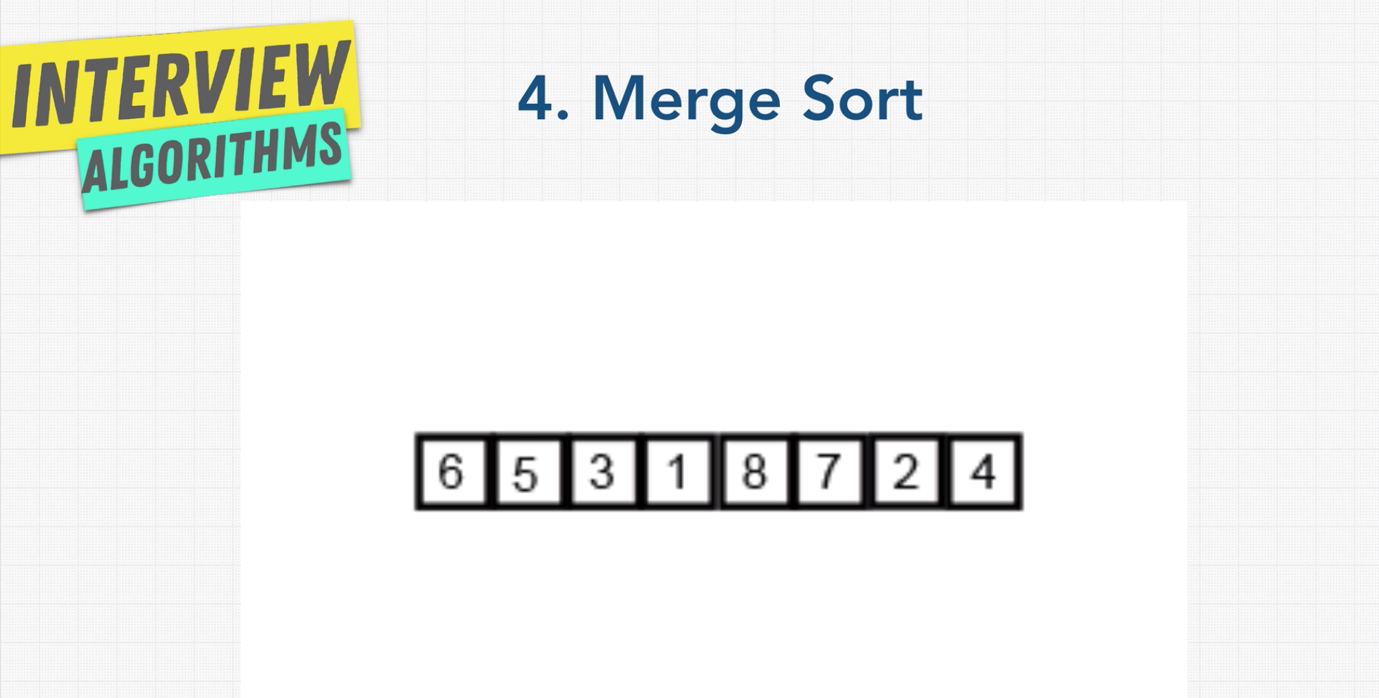 INTERVIEW
ALGORITHMS
4. Merge Sort
6 5 3 1 8 7 2 4